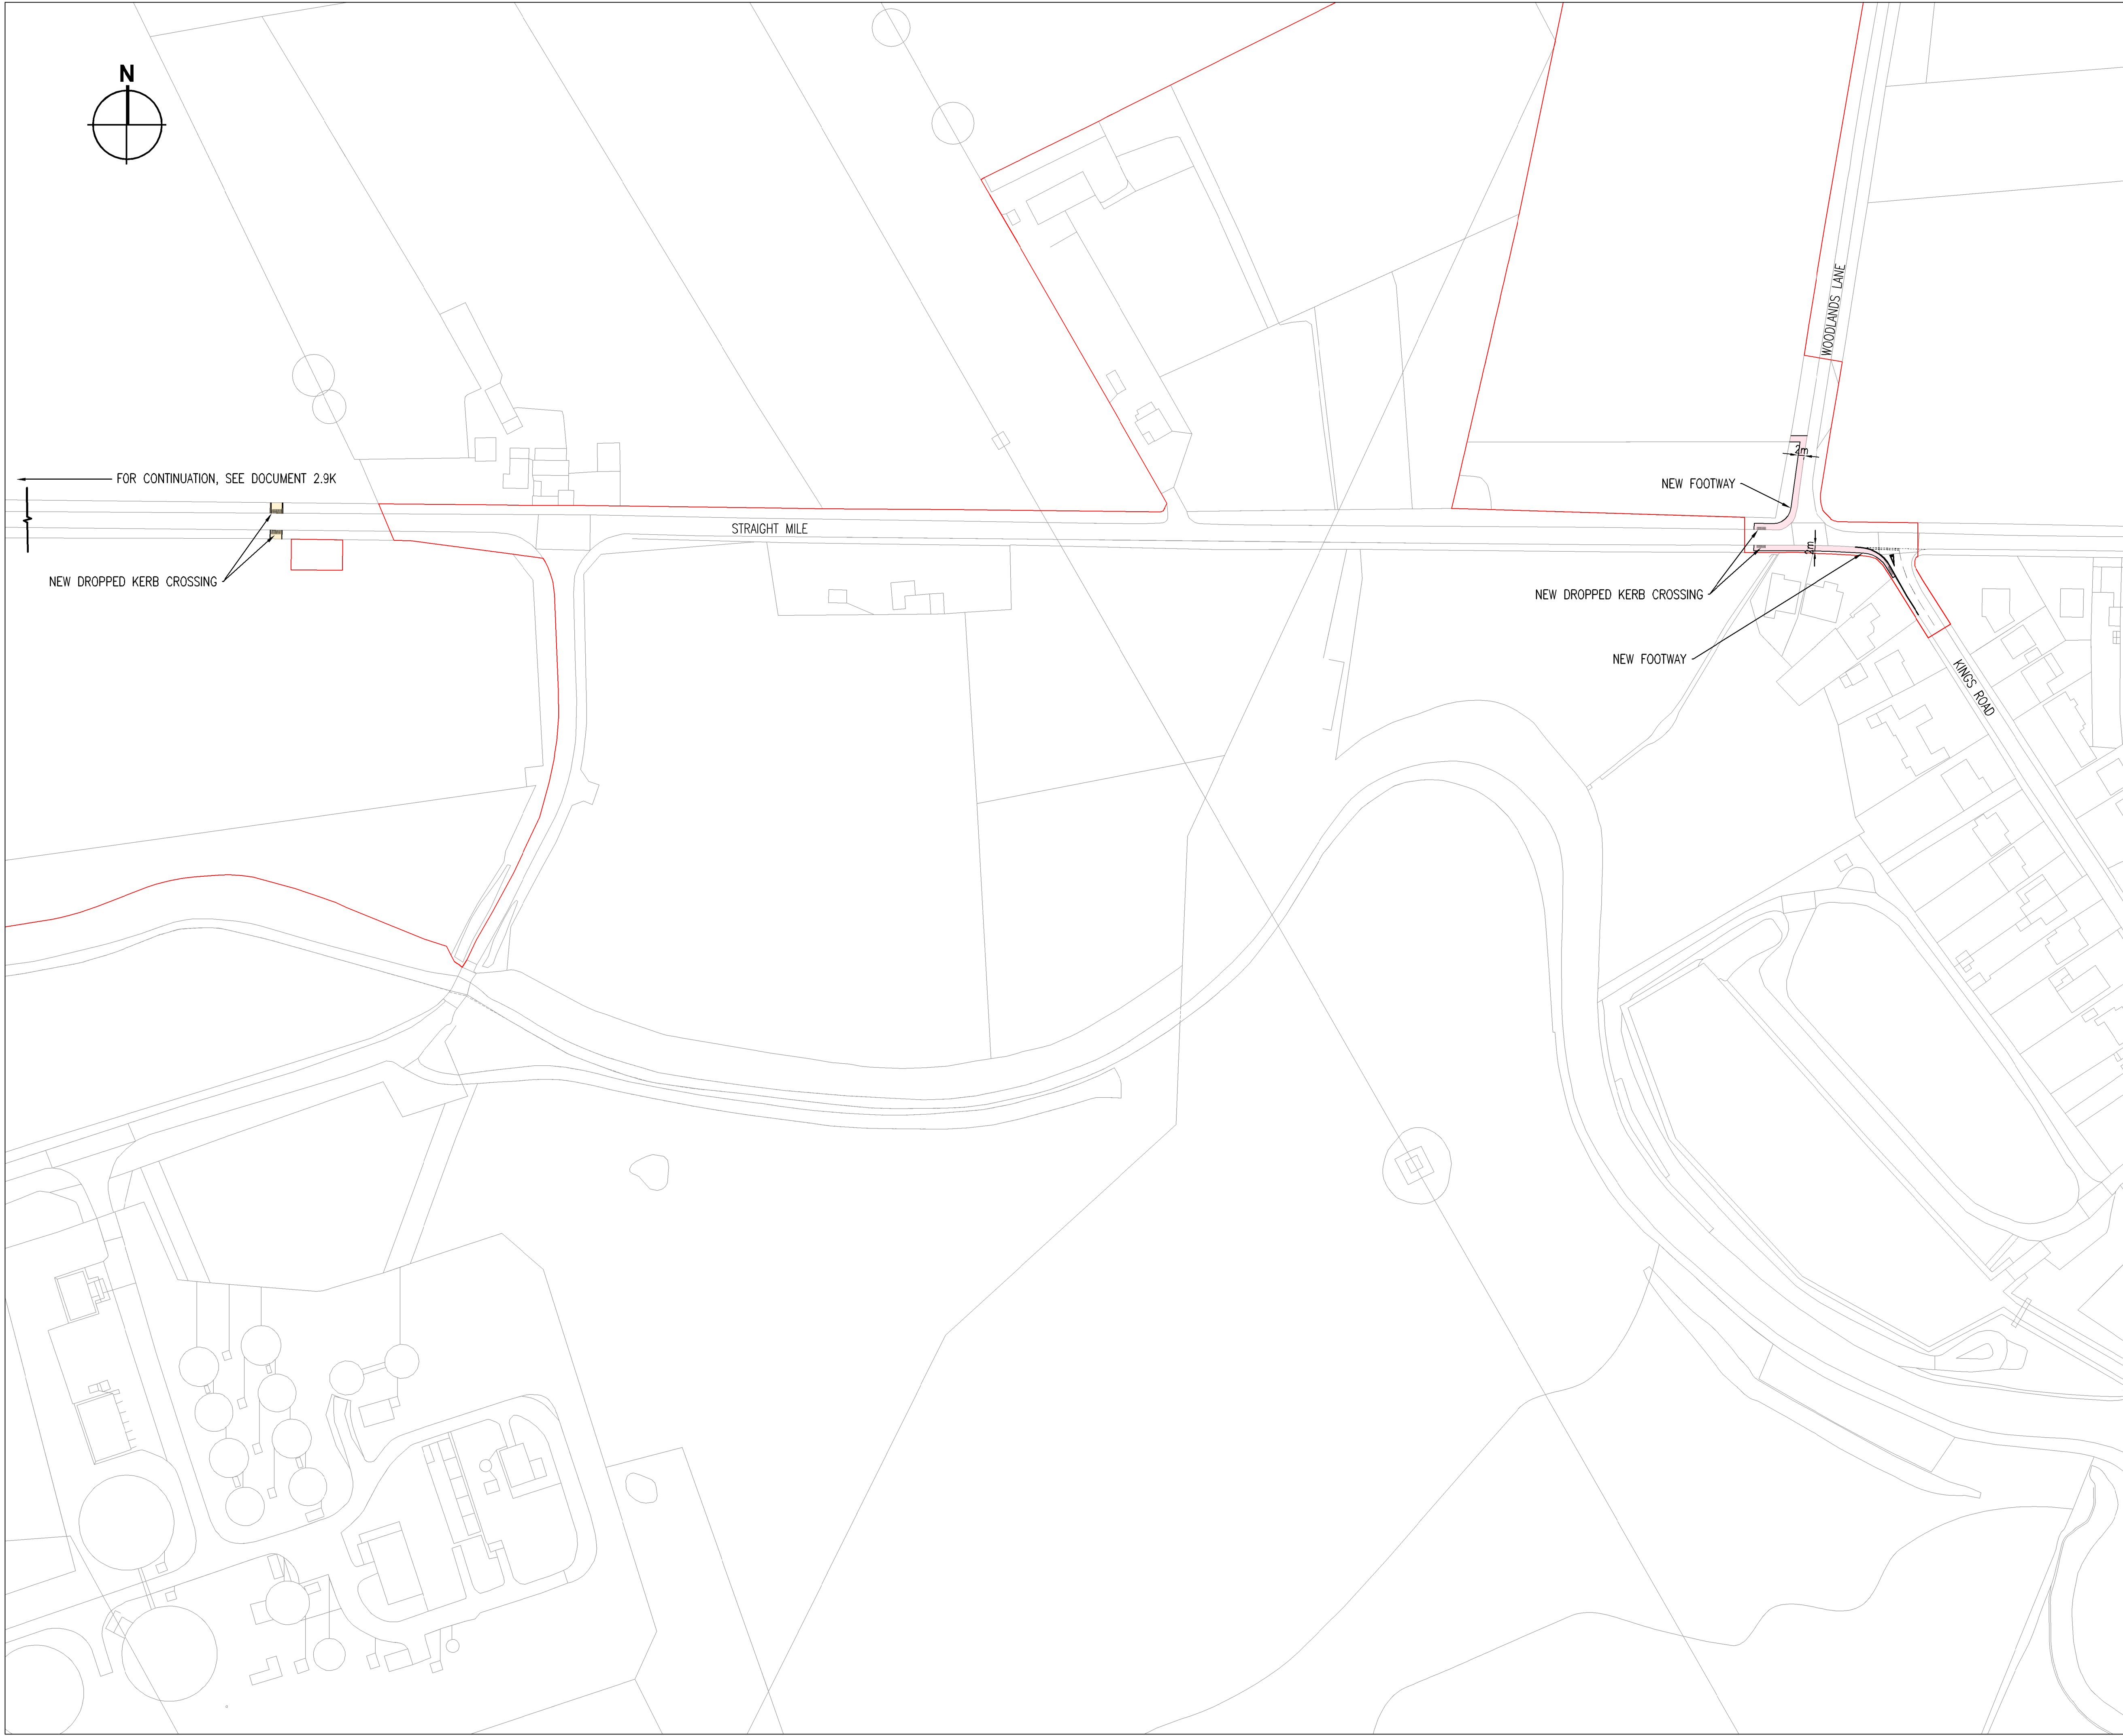 N
WOODLANDS LANE
2m
FOR CONTINUATION, SEE DOCUMENT 2.9K
NEW FOOTWAY
STRAIGHT MILE
2m
NEW DROPPED KERB CROSSING
NEW DROPPED KERB CROSSING
NEW FOOTWAY
KINGS ROAD